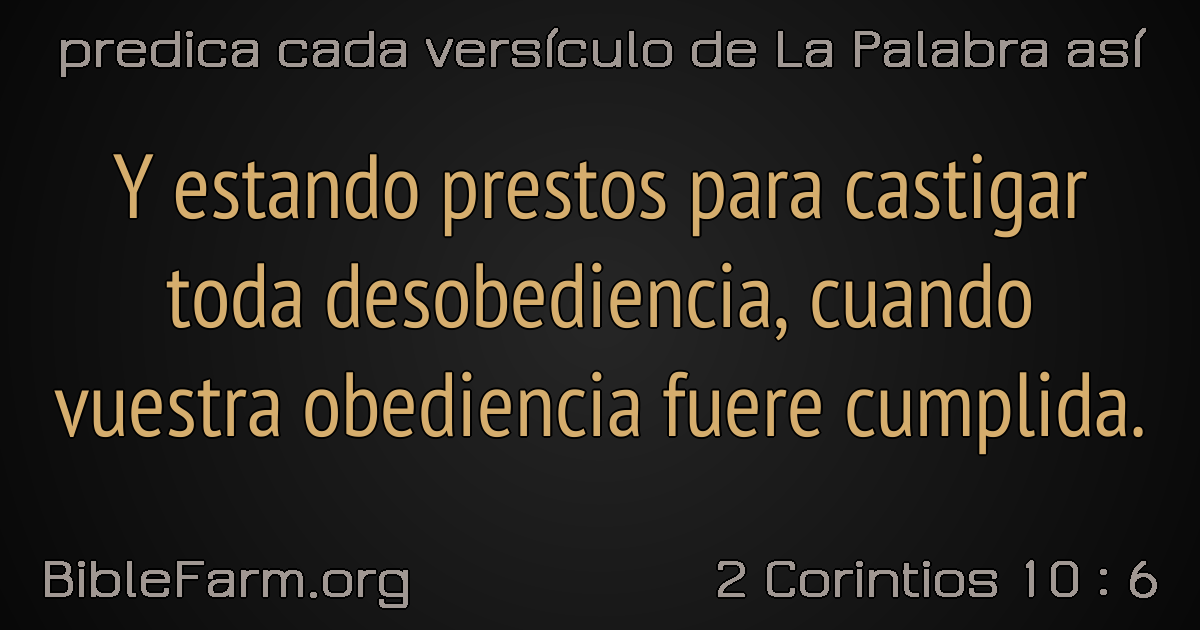 predica cada versículo de La Palabra así
Y estando prestos para castigar
toda desobediencia, cuando
vuestra obediencia fuere cumplida.
BibleFarm.org
2 Corintios 10 : 6